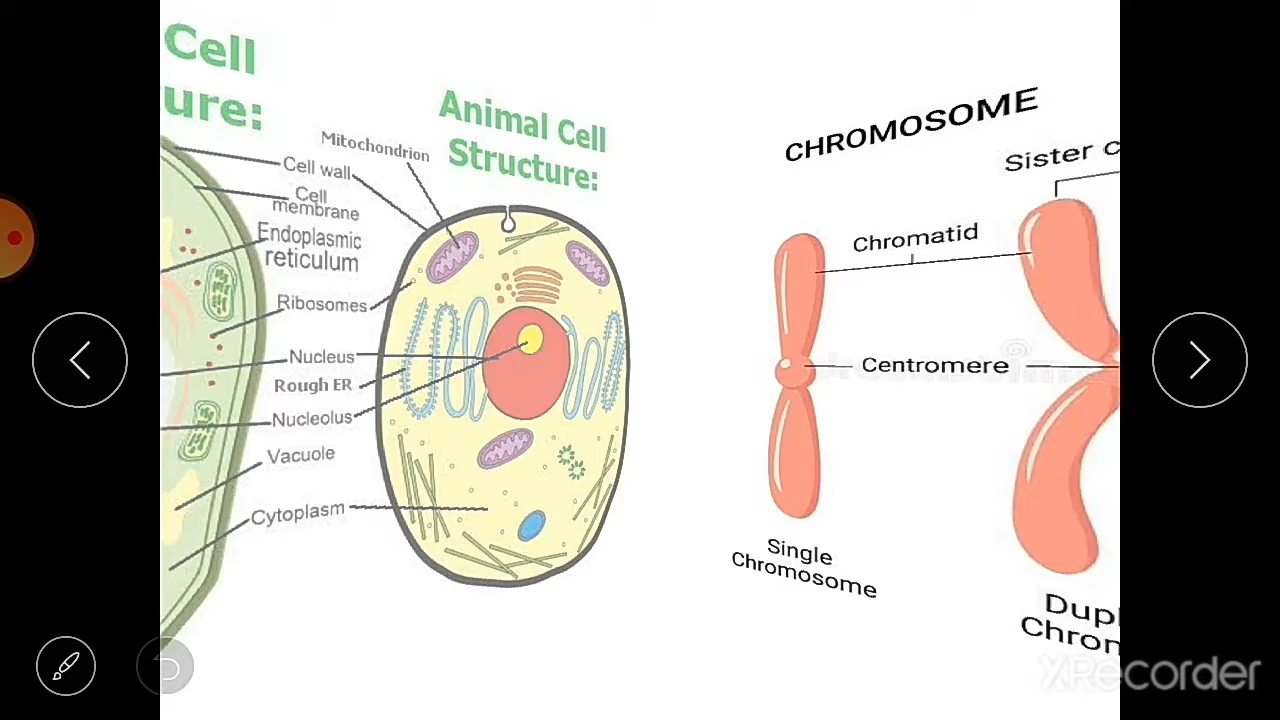 Cell
ure:
Animal Cell
Structure:
Mitochondrion
Cell wall
Cell
membrane
Endoplasmic
reticulum
Ribosomes
Nucleus
Rough ER
Nucleolus
Vacuole
Cytoplasm
CHROMOSOME
Sister c
Chromatid
Centromere
Single
Chromosome
Dupl
Chron
XRecorder